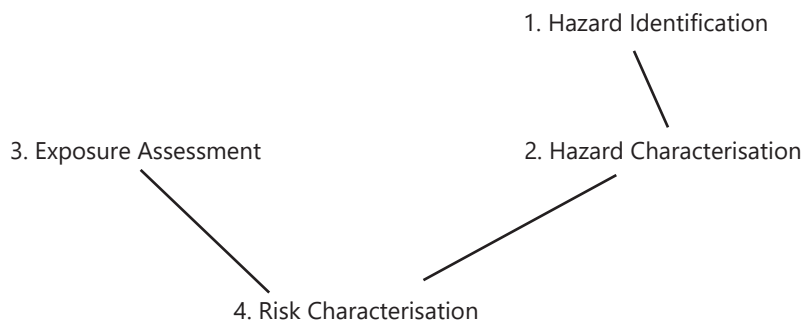 1. Hazard Identification
3. Exposure Assessment
2. Hazard Characterisation
4. Risk Characterisation